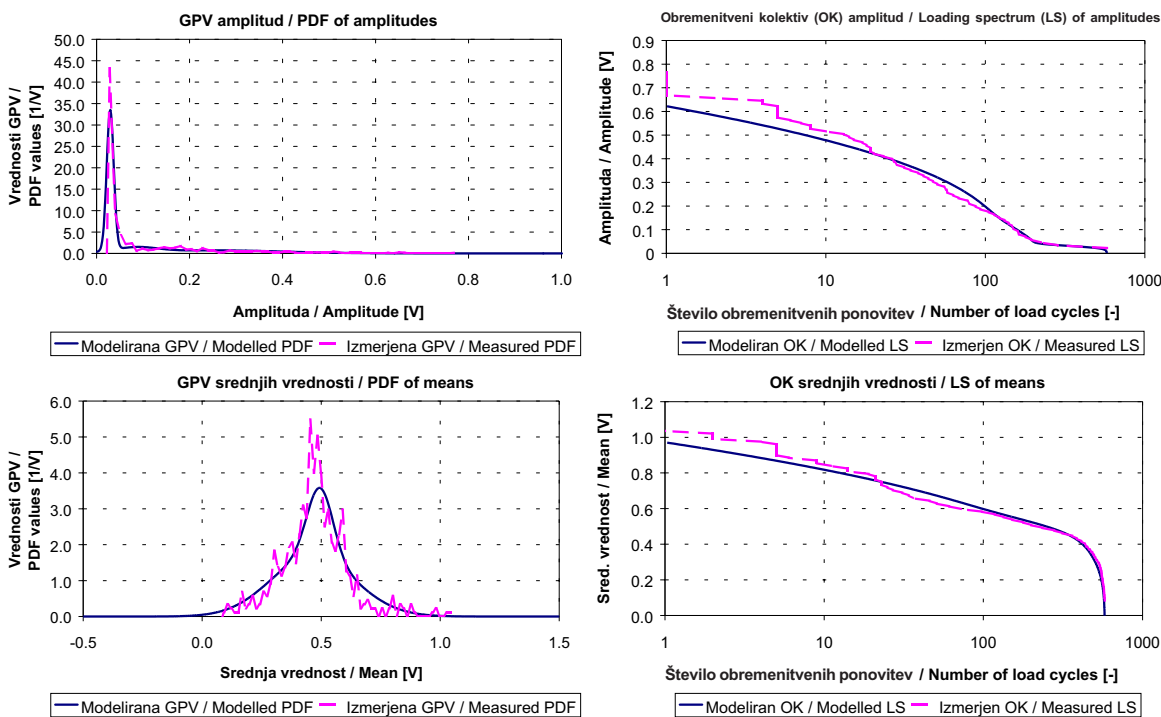 GPV amplitud / PDF of amplitudes
Vrednosti GPV /
PDF values [1/V]
50.0
45.0
40.0
35.0
30.0
25.0
20.0
15.0
10.0
5.0
0.0
0.0 0.2 0.4 0.6 0.8 1.0
Amplituda / Amplitude [V]
Modelirana GPV / Modelled PDF Izmerjena GPV / Measured PDF
Obremenitveni kolektiv (OK) amplitud / Loading spectrum (LS) of amplitudes
Amplituda / Amplitude [V]
0.9
0.8
0.7
0.6
0.5
0.4
0.3
0.2
0.1
0
1 10 100 1000
Število obremenitvenih ponovitev / Number of load cycles [-]
Modeliran OK / Modelled LS Izmerjen OK / Measured LS
GPV srednjih vrednosti / PDF of means
Vrednosti GPV /
PDF values [1/V]
6.0
5.0
4.0
3.0
2.0
1.0
0.0
-0.5 0.0 0.5 1.0 1.5
Srednja vrednost / Mean [V]
Modelirana GPV / Modelled PDF Izmerjena GPV / Measured PDF
OK srednjih vrednosti / LS of means
Sred. vrednost / Mean [V]
1.2
1.0
0.8
0.6
0.4
0.2
0.0
1 10 100 1000
Število obremenitvenih ponovitev / Number of load cycles [-]
Modeliran OK / Modelled LS Izmerjen OK / Measured LS